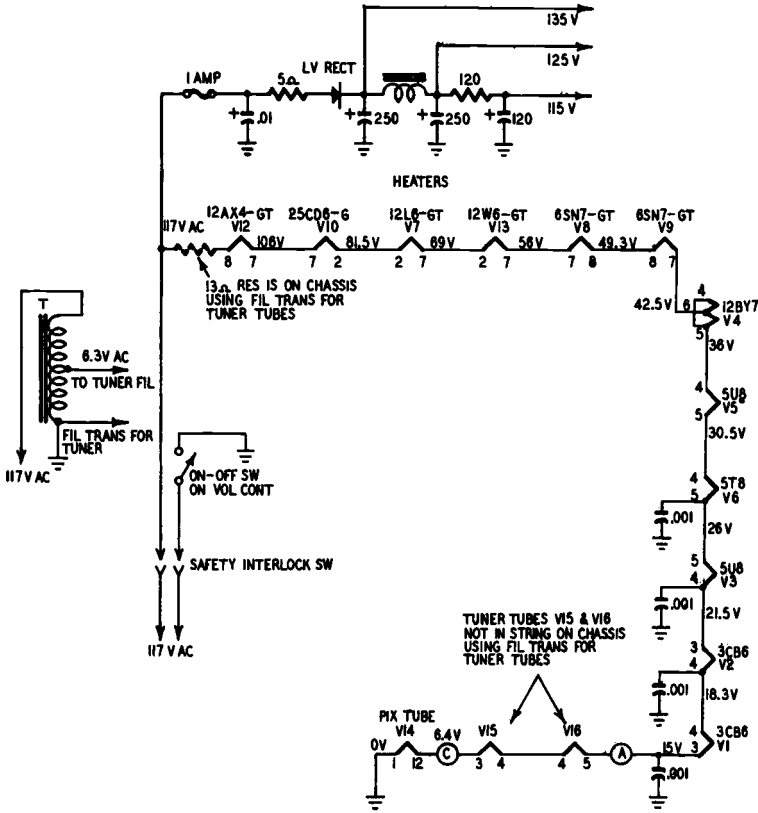 135 V
125 V
1 AMP
5Ω
LV RECT
120
115 V
+ .01
+ 250
+ 250
+ 120
HEATERS
117V AC
12AX4-GT
V12
8 7
106V
25CD6-G
V10
7 2
81.5V
12L6-GT
V7
2 7
69V
12W6-GT
V13
2 7
56V
6SN7-GT
V8
7 8
49.3V
6SN7-GT
V9
8 7
13Ω RES IS ON CHASSIS
USING FIL TRANS FOR
TUNER TUBES
42.5V
4
6
5
12BY7
V4
36V
T
6.3V AC
TO TUNER FIL
FIL TRANS FOR
TUNER
117V AC
4
5
5U8
V5
30.5V
ON-OFF SW
ON VOL CONT
4
5
5T8
V6
.001
26V
SAFETY INTERLOCK SW
5
4
5U8
V3
.001
21.5V
117 V AC
TUNER TUBES V15 & V16
NOT IN STRING ON CHASSIS
USING FIL TRANS FOR
TUNER TUBES
3
4
3CB6
V2
.001
18.3V
PIX TUBE
V14
0V
1 12
6.4V
C
V15
3 4
V16
4 5
A
15V
4
3
3CB6
V1
.001